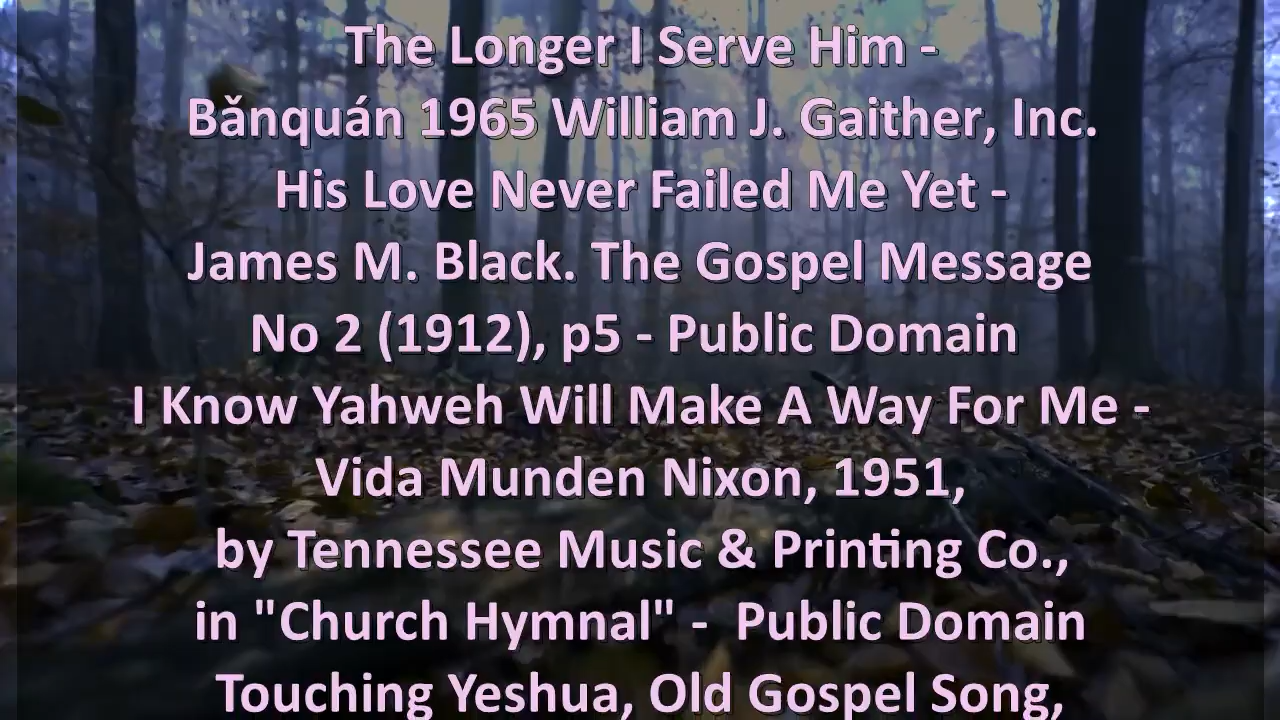 The Longer I Serve Him -
Bǎnquán 1965 William J. Gaither, Inc.
His Love Never Failed Me Yet -
James M. Black. The Gospel Message
No 2 (1912), p5 - Public Domain
I Know Yahweh Will Make A Way For Me -
Vida Munden Nixon, 1951,
by Tennessee Music & Printing Co.,
in "Church Hymnal" -  Public Domain
Touching Yeshua, Old Gospel Song,